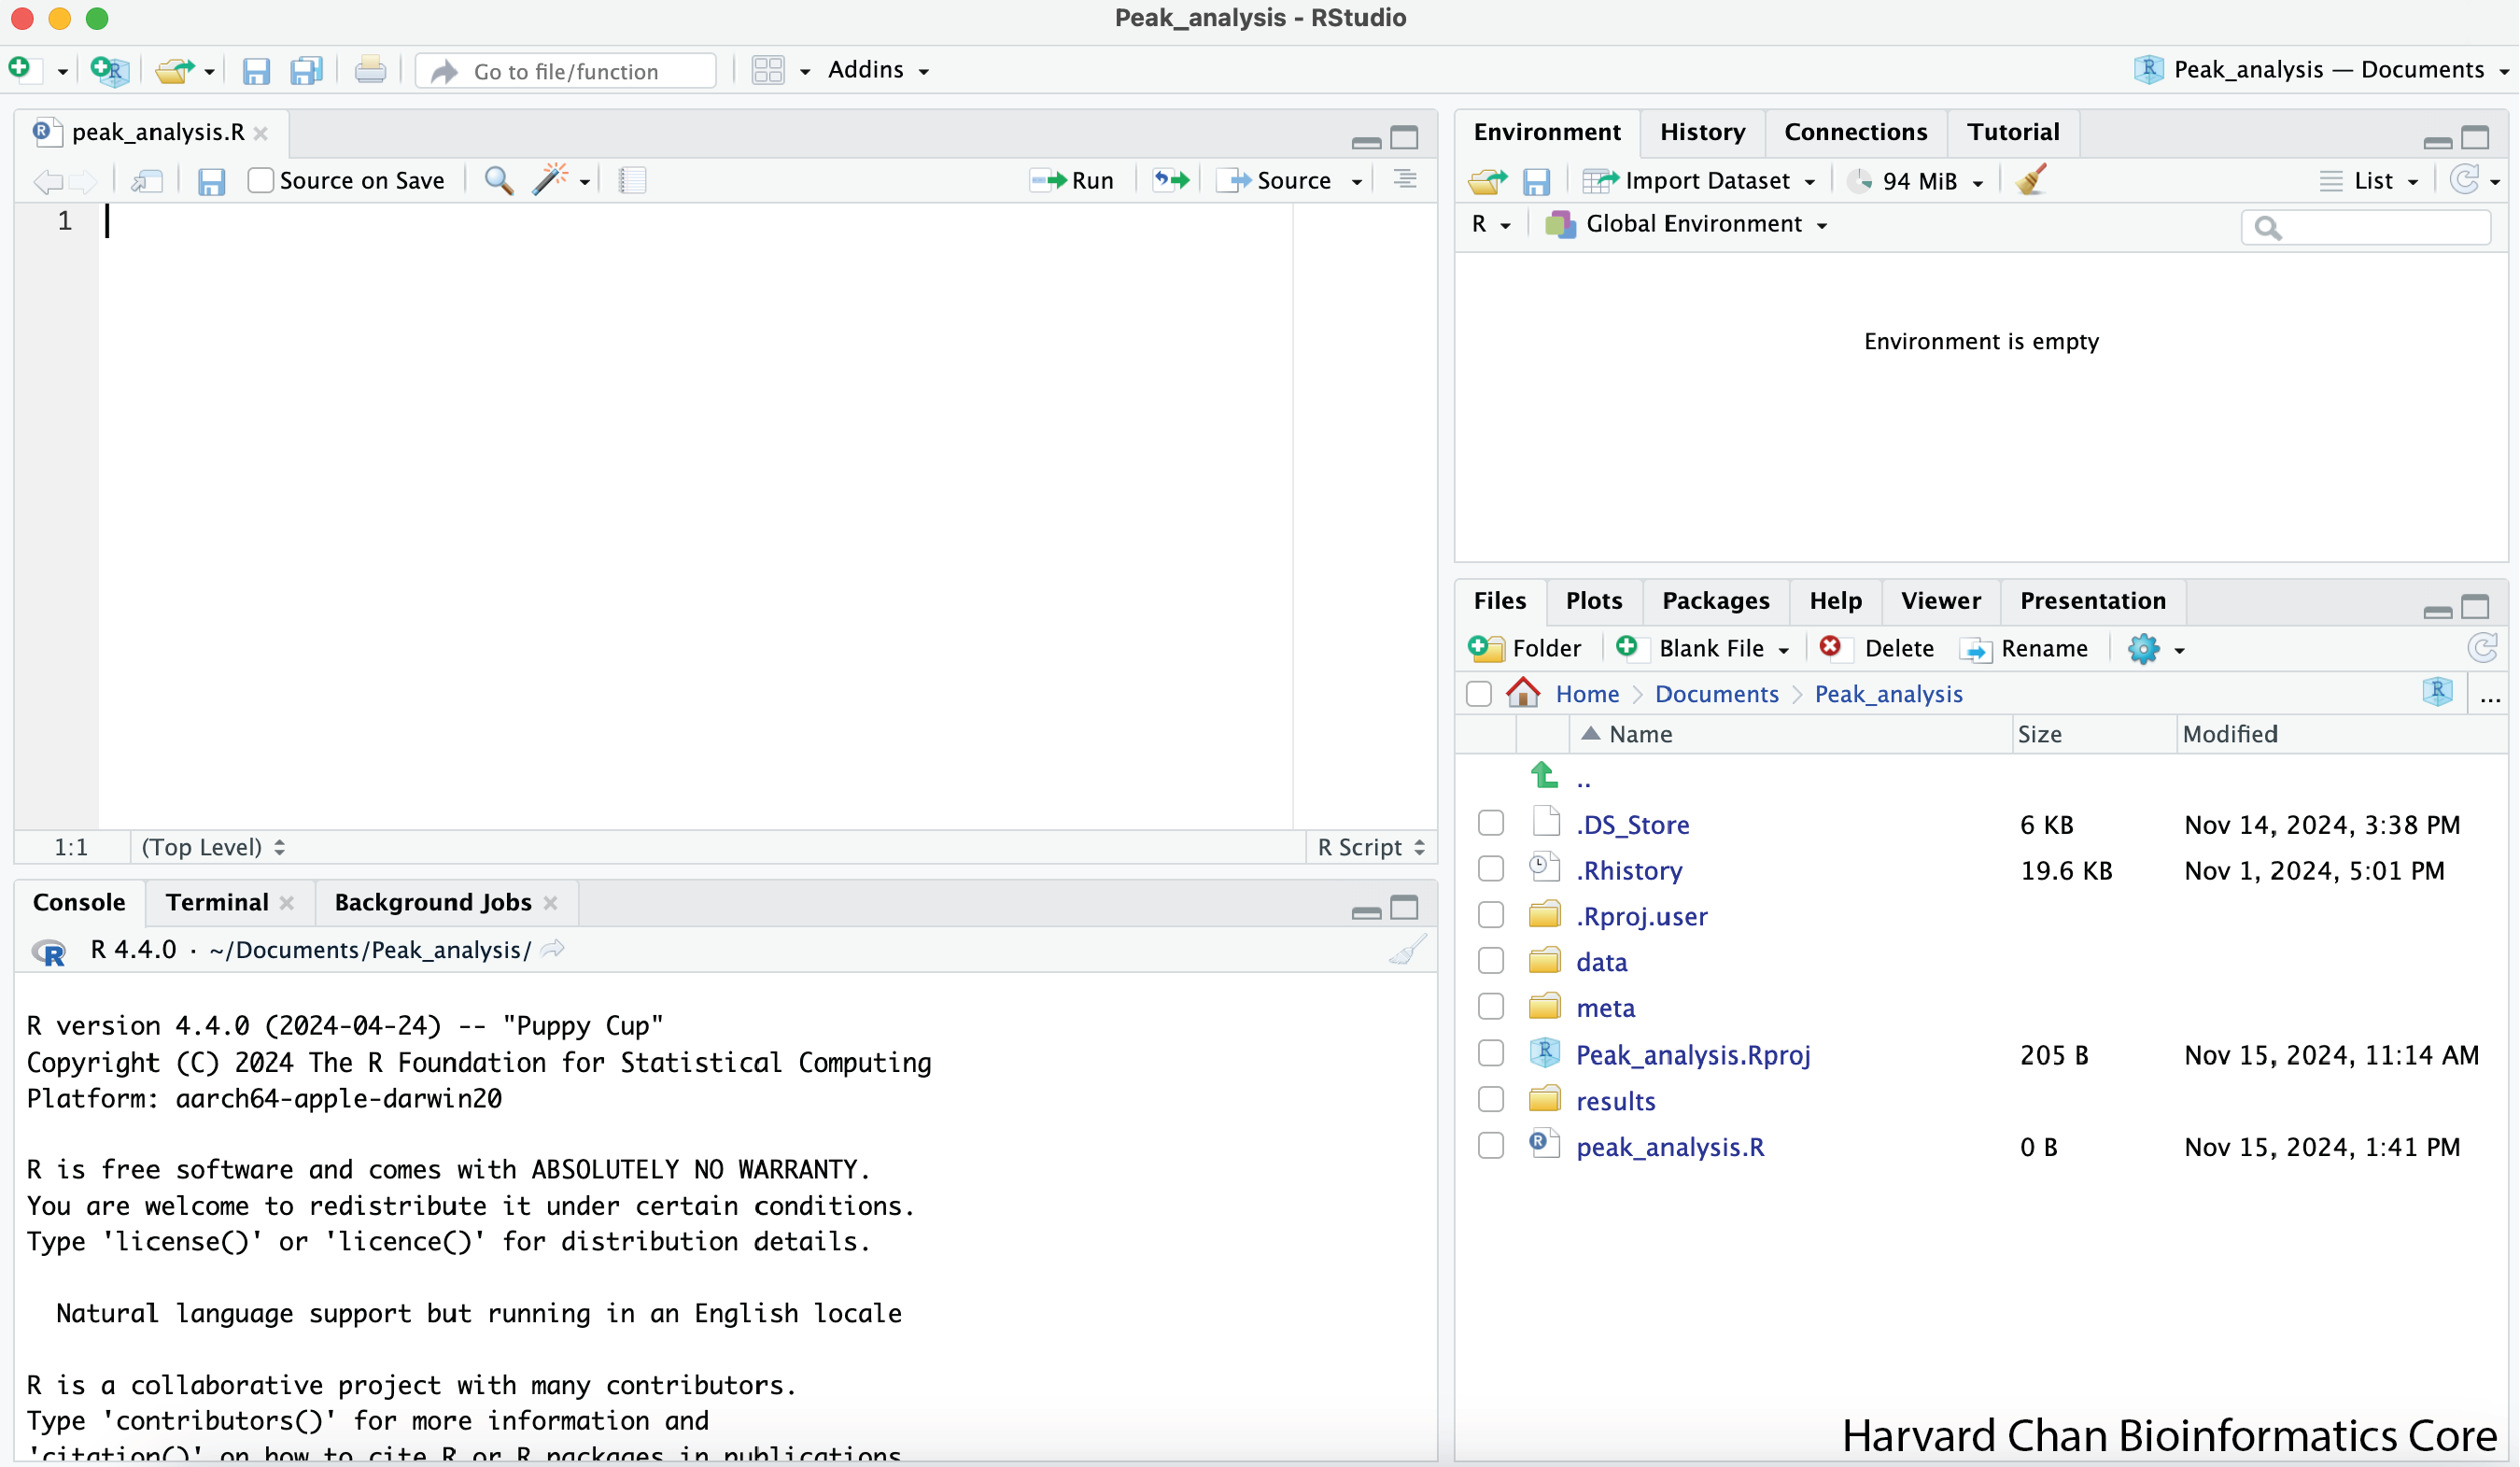 Peak_analysis - RStudio
Go to file/function
Addins
Peak_analysis — Documents
peak_analysis.R
Source on Save
Run
Source
1
1:1
(Top Level)
R Script
Console
Terminal
Background Jobs
R 4.4.0 · ~/Documents/Peak_analysis/
R version 4.4.0 (2024-04-24) -- "Puppy Cup"
Copyright (C) 2024 The R Foundation for Statistical Computing
Platform: aarch64-apple-darwin20
R is free software and comes with ABSOLUTELY NO WARRANTY.
You are welcome to redistribute it under certain conditions.
Type 'license()' or 'licence()' for distribution details.
Natural language support but running in an English locale
R is a collaborative project with many contributors.
Type 'contributors()' for more information and
'citation()' on how to cite R or R packages in publications
Environment
History
Connections
Tutorial
Import Dataset
94 MiB
List
R
Global Environment
Environment is empty
Files
Plots
Packages
Help
Viewer
Presentation
Folder
Blank File
Delete
Rename
Home
Documents
Peak_analysis
...
Name Size Modified
..
.DS_Store 6 KB Nov 14, 2024, 3:38 PM
.Rhistory 19.6 KB Nov 1, 2024, 5:01 PM
.Rproj.user
data
meta
Peak_analysis.Rproj 205 B Nov 15, 2024, 11:14 AM
results
peak_analysis.R 0 B Nov 15, 2024, 1:41 PM
Harvard Chan Bioinformatics Core